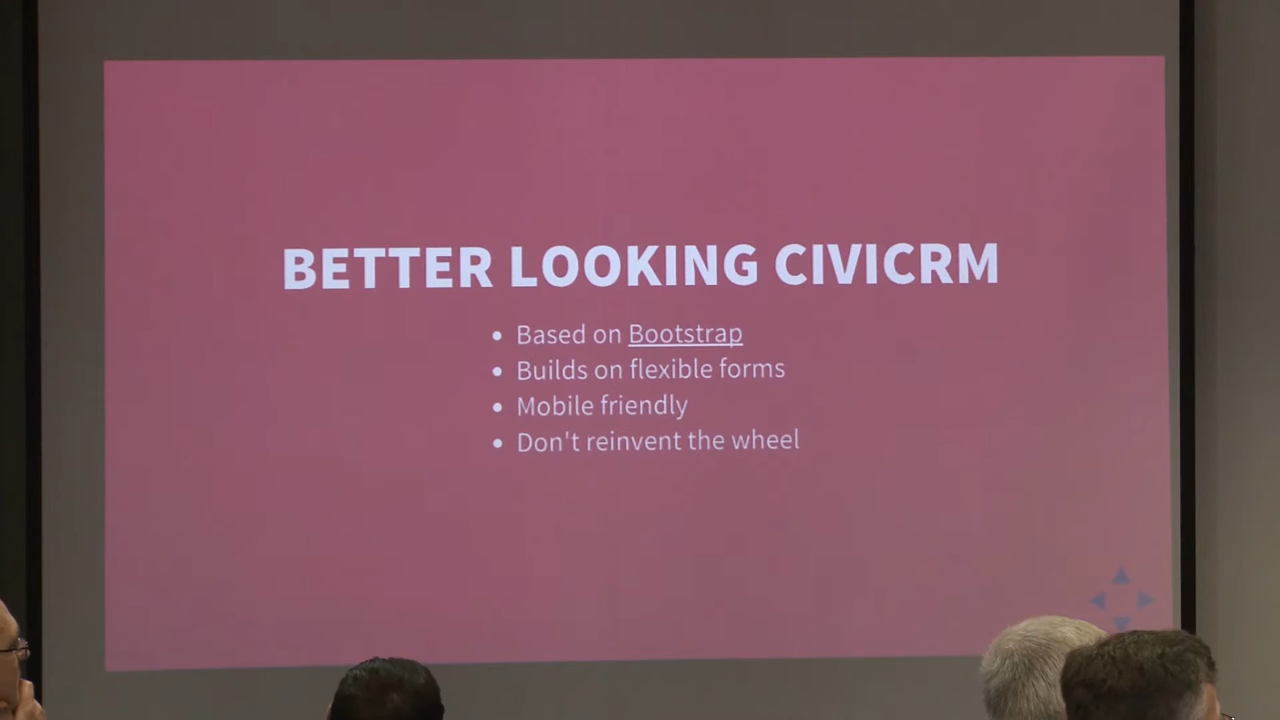 BETTER LOOKING CIVICRM
Based on Bootstrap
Builds on flexible forms
Mobile friendly
Don't reinvent the wheel